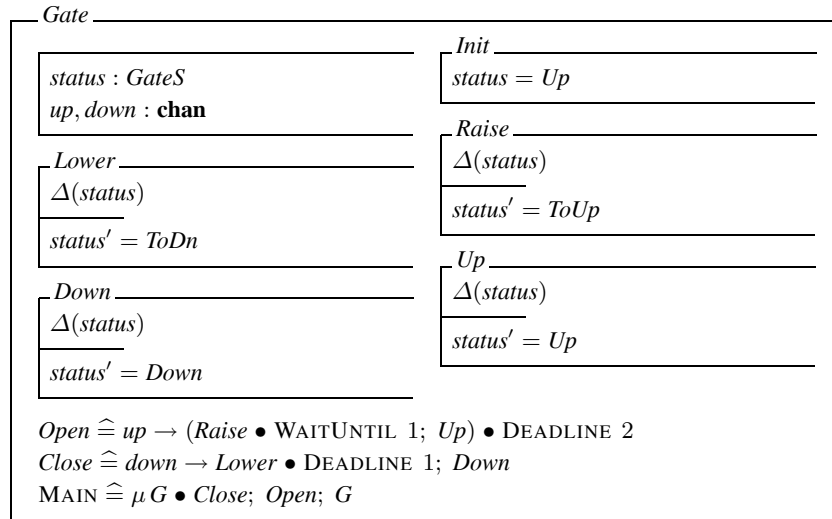 Gate
status : GateS
up, down : chan
Init
status = Up
Lower
Δ(status)
status′ = ToDn
Raise
Δ(status)
status′ = ToUp
Down
Δ(status)
status′ = Down
Up
Δ(status)
status′ = Up
Open ≙ up → (Raise • WAITUNTIL 1; Up) • DEADLINE 2
Close ≙ down → Lower • DEADLINE 1; Down
MAIN ≙ μ G • Close; Open; G